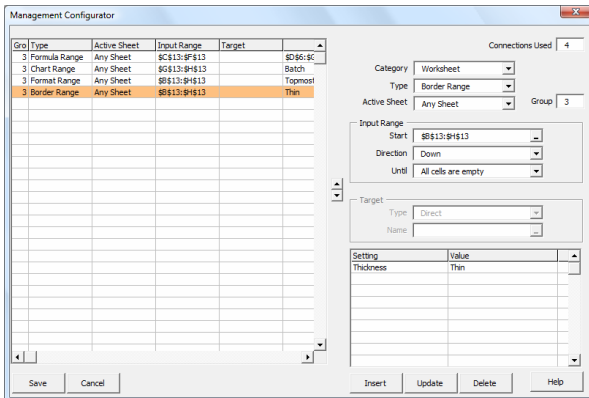 Management Configurator
Connections Used 4
Gro Type Active Sheet Input Range Target
3 Formula Range Any Sheet $C$13:$F$13 $D$6:$G
3 Chart Range Any Sheet $G$13:$H$13 Batch
3 Format Range Any Sheet $B$13:$H$13 Topmost
3 Border Range Any Sheet $B$13:$H$13 Thin
Category Worksheet
Type Border Range
Active Sheet Any Sheet Group 3
Input Range
Start $B$13:$H$13
Direction Down
Until All cells are empty
Target
Type Direct
Name
Setting Value
Thickness Thin
Save Cancel Insert Update Delete Help